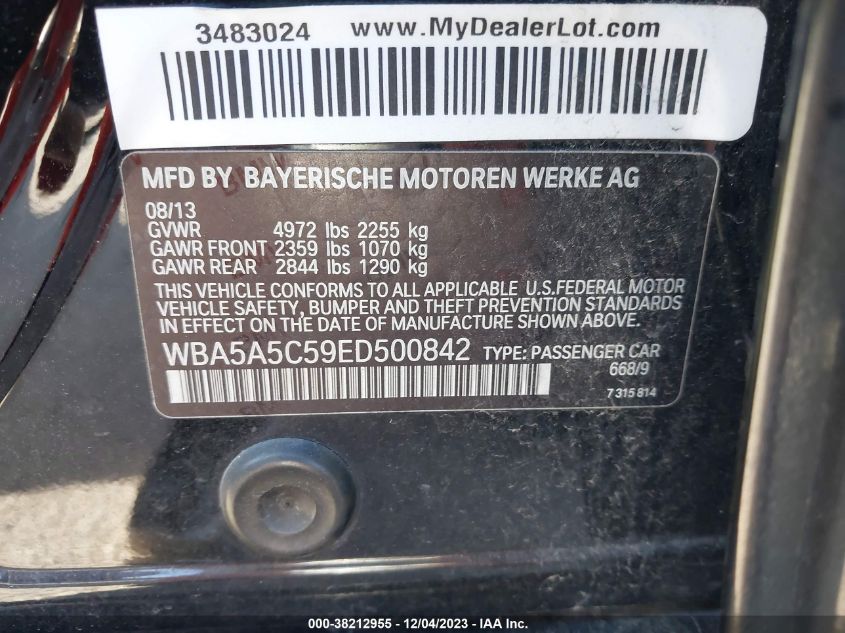 3483024 www.MyDealerLot.com
MFD BY BAYERISCHE MOTOREN WERKE AG
08/13
GVWR 4972 lbs 2255 kg
GAWR FRONT 2359 lbs 1070 kg
GAWR REAR 2844 lbs 1290 kg
THIS VEHICLE CONFORMS TO ALL APPLICABLE U.S.FEDERAL MOTOR
VEHICLE SAFETY, BUMPER AND THEFT PREVENTION STANDARDS
IN EFFECT ON THE DATE OF MANUFACTURE SHOWN ABOVE.
WBA5A5C59ED500842 TYPE: PASSENGER CAR
668/9
7 315 814
000-38212955 - 12/04/2023 - IAA Inc.